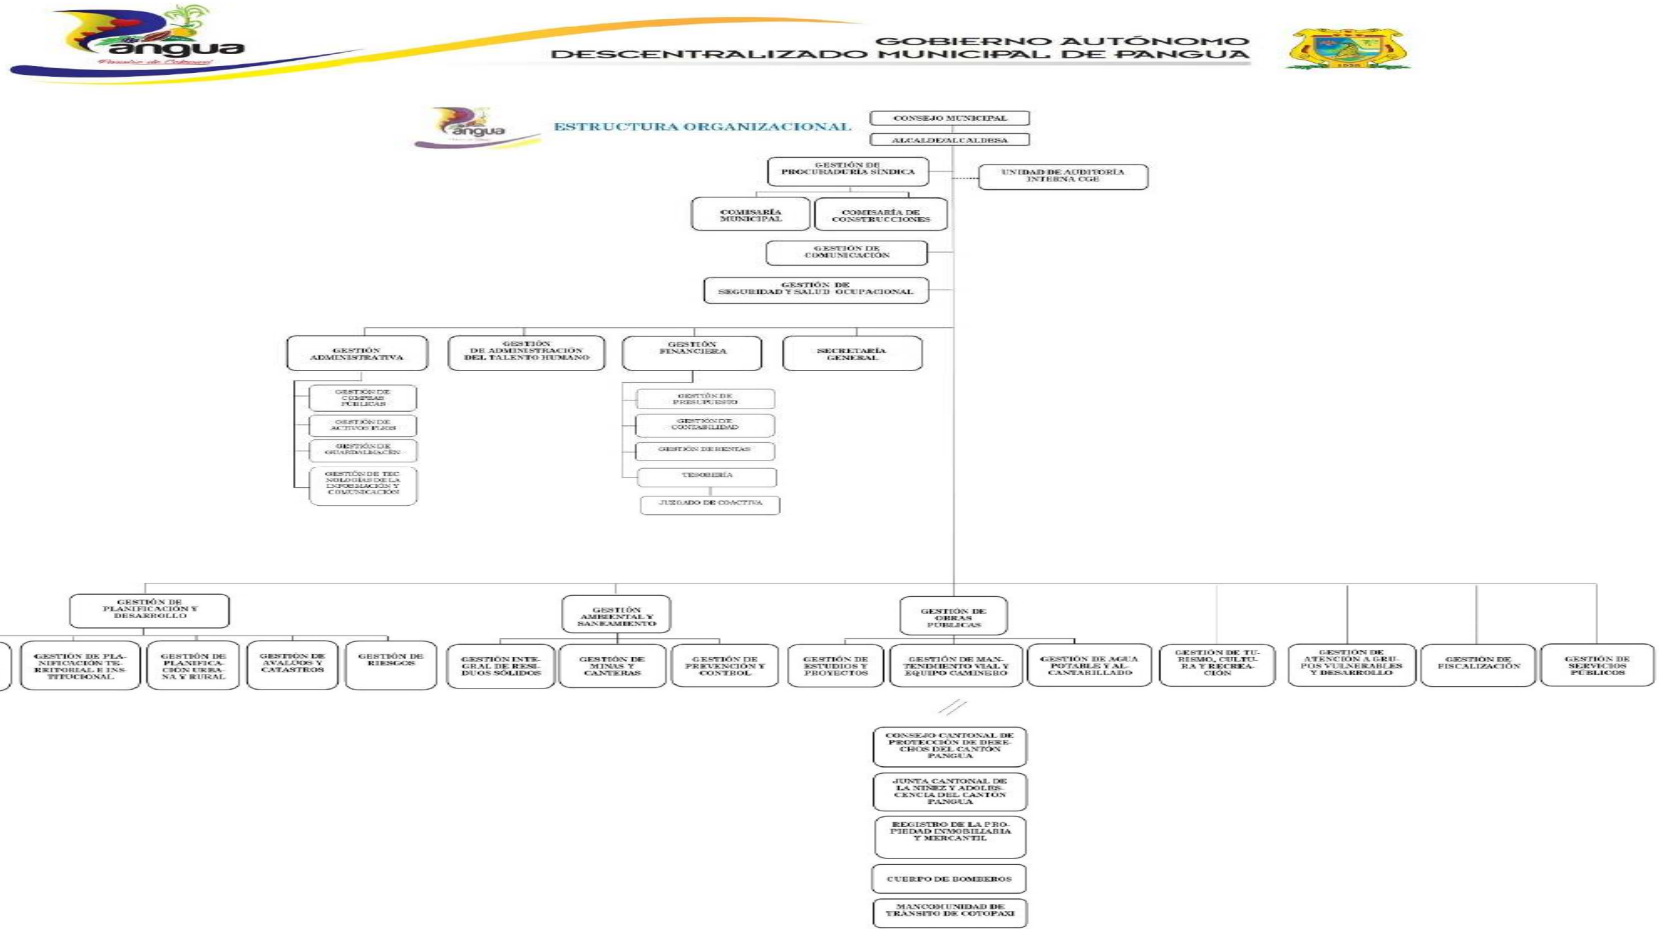 angua
GOBIERNO AUTÓNOMO
DESCENTRALIZADO MUNICIPAL DE PANGUA
1938
angua
ESTRUCTURA ORGANIZACIONAL
CONSEJO MUNICIPAL
ALCALDE/ALCALDESA
GESTIÓN DE
PROCURADURÍA SÍNDICA
UNIDAD DE AUDITORÍA
INTERNA CGE
COMISARÍA
MUNICIPAL
COMISARÍA DE
CONSTRUCCIONES
GESTIÓN DE
COMUNICACIÓN
GESTIÓN DE
SEGURIDAD Y SALUD OCUPACIONAL
GESTIÓN
ADMINISTRATIVA
GESTIÓN
DE ADMINISTRACIÓN
DEL TALENTO HUMANO
GESTIÓN
FINANCIERA
SECRETARÍA
GENERAL
GESTIÓN DE
COMPRAS
PÚBLICAS
GESTIÓN DE
ACTIVOS FIJOS
GESTIÓN DE
GUARDALMACÉN
GESTIÓN DE TEC-
NOLOGÍAS DE LA
INFORMACIÓN Y
COMUNICACIÓN
GESTIÓN DE
PRESUPUESTO
GESTIÓN DE
CONTABILIDAD
GESTIÓN DE RENTAS
TESORERÍA
JUZGADO DE COACTIVA
GESTIÓN DE
PLANIFICACIÓN Y
DESARROLLO
GESTIÓN
AMBIENTAL Y
SANEAMIENTO
GESTIÓN DE
OBRAS
PÚBLICAS
GESTIÓN DE PLA-
NIFICACIÓN TE-
RRITORIAL E INS-
TITUCIONAL
GESTIÓN DE
PLANIFICA-
CIÓN URBA-
NA Y RURAL
GESTIÓN DE
AVALÚOS Y
CATASTROS
GESTIÓN DE
RIESGOS
GESTIÓN INTE-
GRAL DE RESI-
DUOS SÓLIDOS
GESTIÓN DE
MINAS Y
CANTERAS
GESTIÓN DE
PREVENCIÓN Y
CONTROL
GESTIÓN DE
ESTUDIOS Y
PROYECTOS
GESTIÓN DE MAN-
TENDIMIENTO VIAL Y
EQUIPO CAMINERO
GESTIÓN DE AGUA
POTABLE Y AL-
CANTARILLADO
GESTIÓN DE TU-
RISMO, CULTU-
RA Y RECREA-
CIÓN
GESTIÓN DE
ATENCIÓN A GRU-
POS VULNERABLES
Y DESARROLLO
GESTIÓN DE
FISCALIZACIÓN
GESTIÓN DE
SERVICIOS
PÚBLICOS
CONSEJO CANTONAL DE
PROTECCIÓN DE DERE-
CHOS DEL CANTÓN
PANGUA
JUNTA CANTONAL DE
LA NIÑEZ Y ADOLES-
CENCIA DEL CANTÓN
PANGUA
REGISTRO DE LA PRO-
PIEDAD INMOBILIARIA
Y MERCANTIL
CUERPO DE BOMBEROS
MANCOMUNIDAD DE
TRÁNSITO DE COTOPAXI